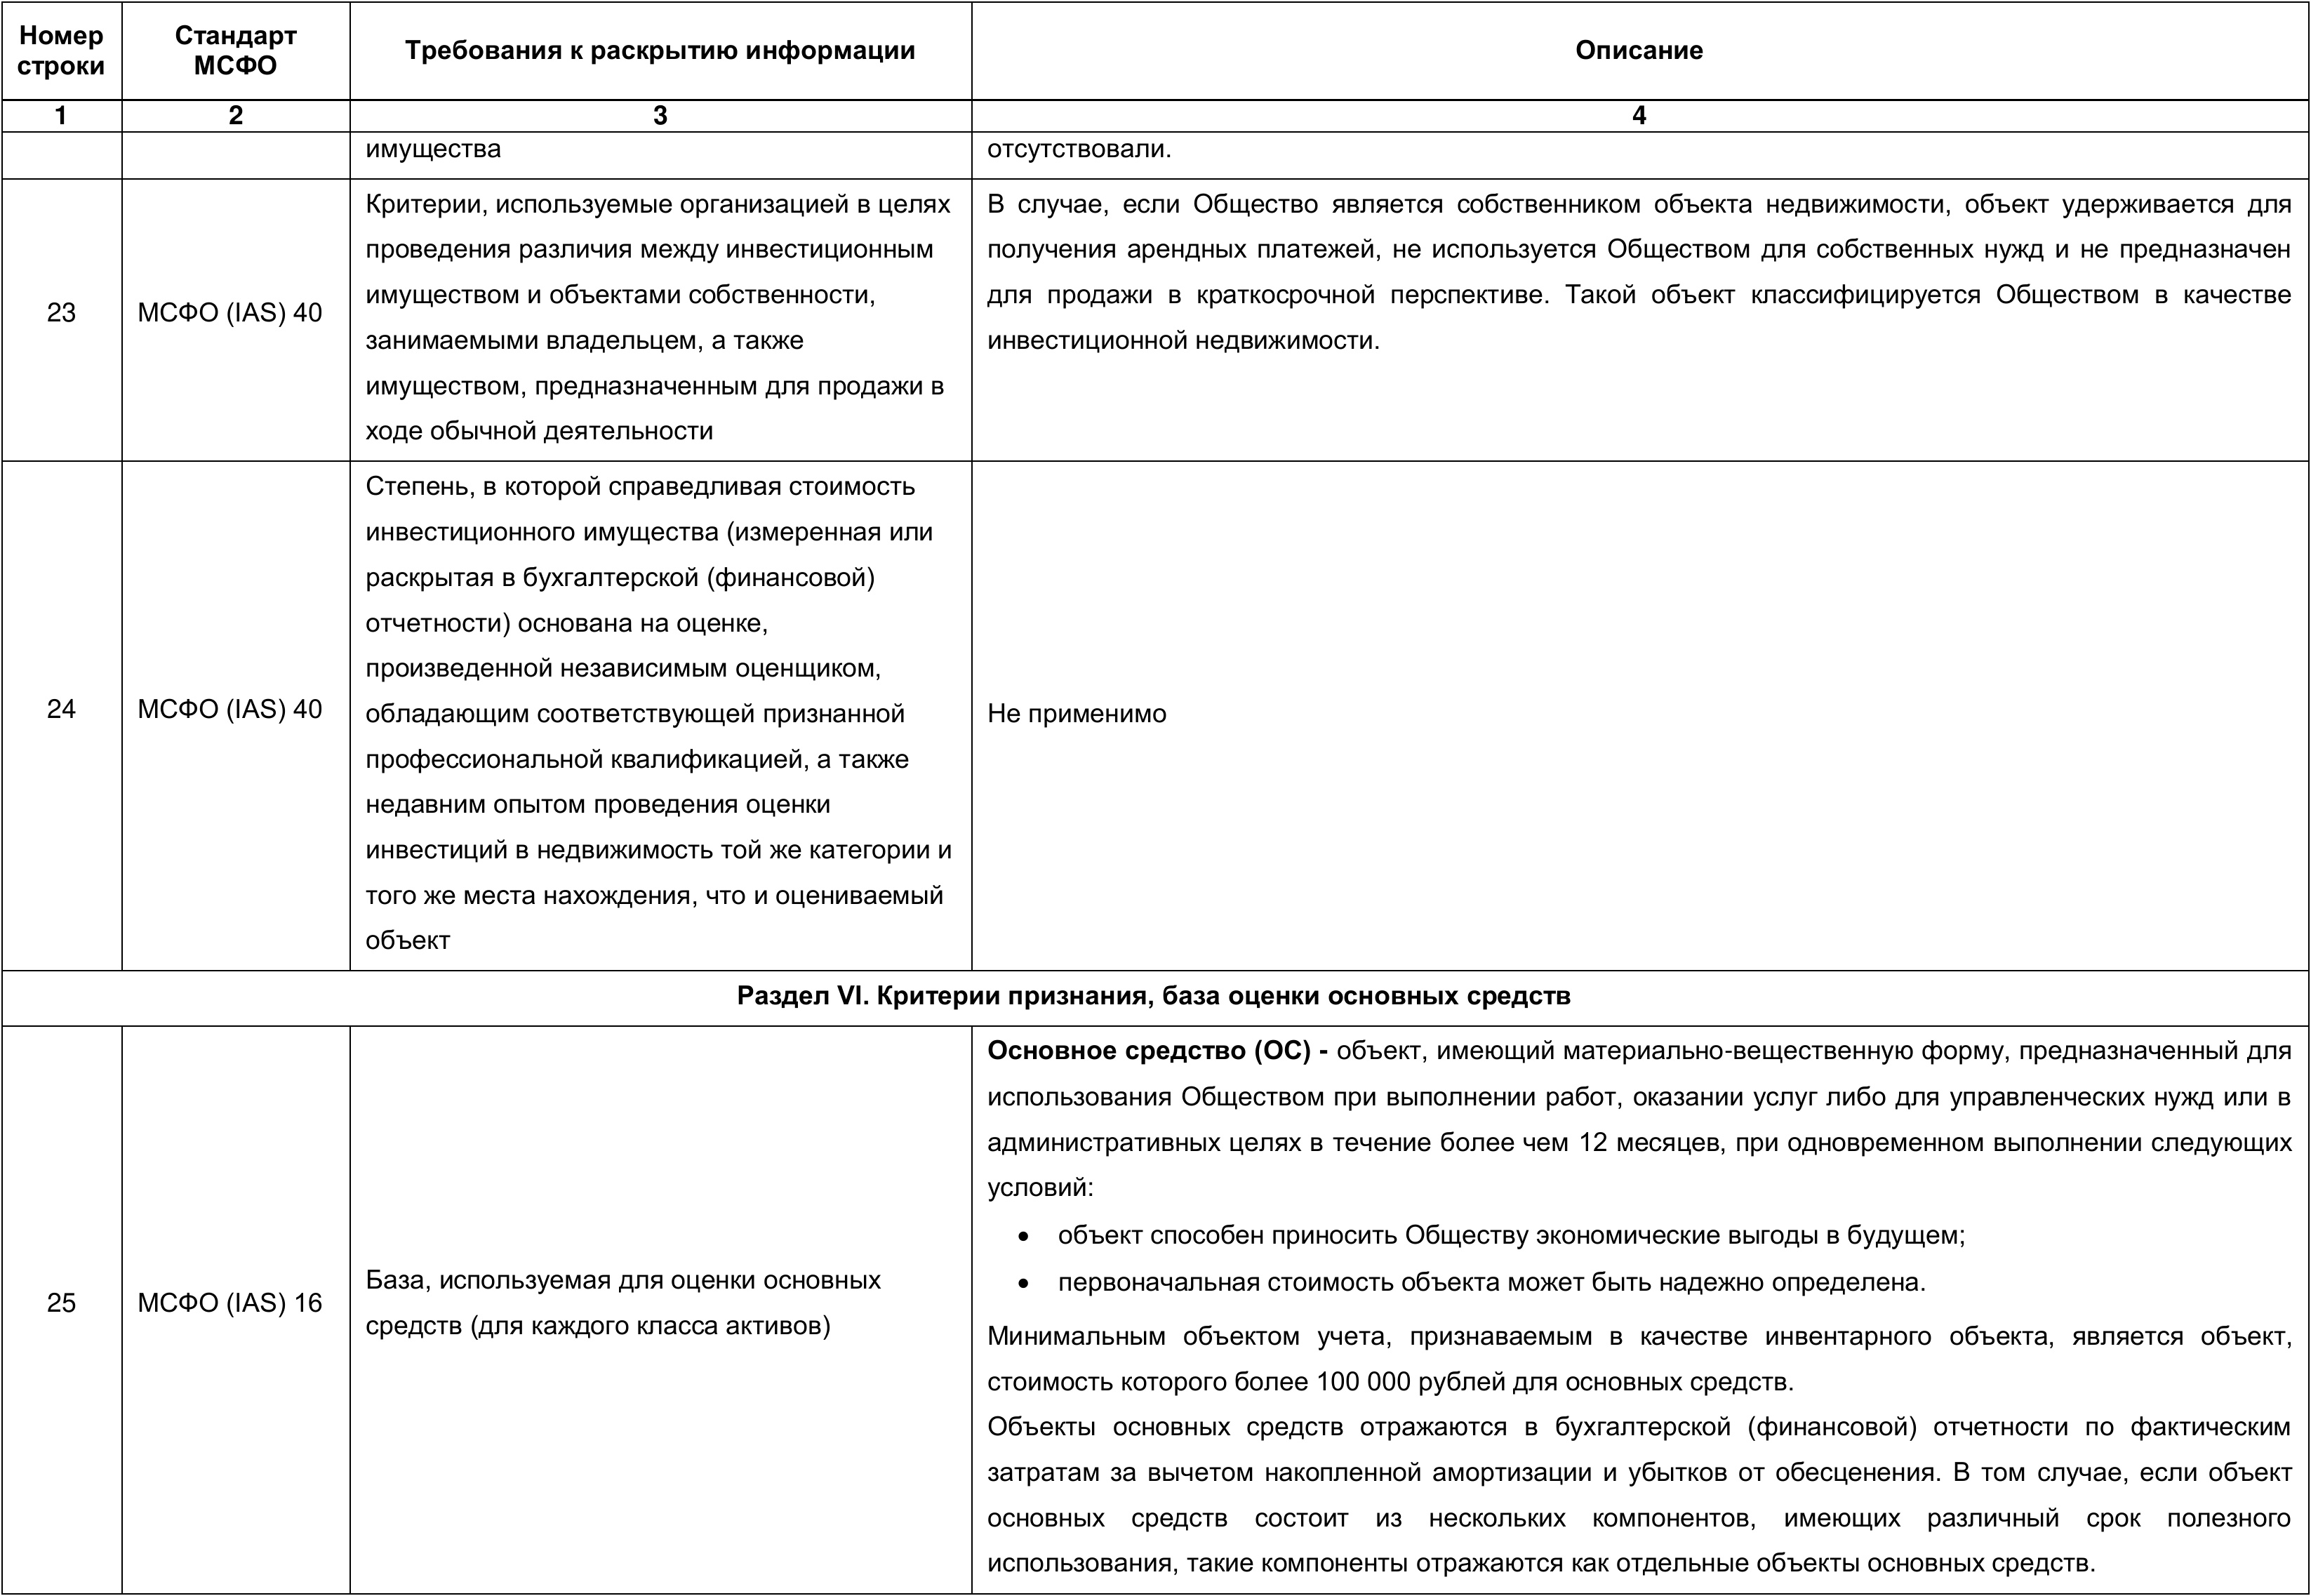 Номер строки
Стандарт МСФО
Требования к раскрытию информации
Описание
1
2
3
4
имущества
отсутствовали.
23
МСФО (IAS) 40
Критерии, используемые организацией в целях
проведения различия между инвестиционным
имуществом и объектами собственности,
занимаемыми владельцем, а также
имуществом, предназначенным для продажи в
ходе обычной деятельности
В случае, если Общество является собственником объекта недвижимости, объект удерживается для
получения арендных платежей, не используется Обществом для собственных нужд и не предназначен
для продажи в краткосрочной перспективе. Такой объект классифицируется Обществом в качестве
инвестиционной недвижимости.
24
МСФО (IAS) 40
Степень, в которой справедливая стоимость
инвестиционного имущества (измеренная или
раскрытая в бухгалтерской (финансовой)
отчетности) основана на оценке,
произведенной независимым оценщиком,
обладающим соответствующей признанной
профессиональной квалификацией, а также
недавним опытом проведения оценки
инвестиций в недвижимость той же категории и
того же места нахождения, что и оцениваемый
объект
Не применимо
Раздел VI. Критерии признания, база оценки основных средств
25
МСФО (IAS) 16
База, используемая для оценки основных
средств (для каждого класса активов)
Основное средство (ОС) - объект, имеющий материально-вещественную форму, предназначенный для
использования Обществом при выполнении работ, оказании услуг либо для управленческих нужд или в
административных целях в течение более чем 12 месяцев, при одновременном выполнении следующих
условий:
• объект способен приносить Обществу экономические выгоды в будущем;
• первоначальная стоимость объекта может быть надежно определена.
Минимальным объектом учета, признаваемым в качестве инвентарного объекта, является объект,
стоимость которого более 100 000 рублей для основных средств.
Объекты основных средств отражаются в бухгалтерской (финансовой) отчетности по фактическим
затратам за вычетом накопленной амортизации и убытков от обесценения. В том случае, если объект
основных средств состоит из нескольких компонентов, имеющих различный срок полезного
использования, такие компоненты отражаются как отдельные объекты основных средств.